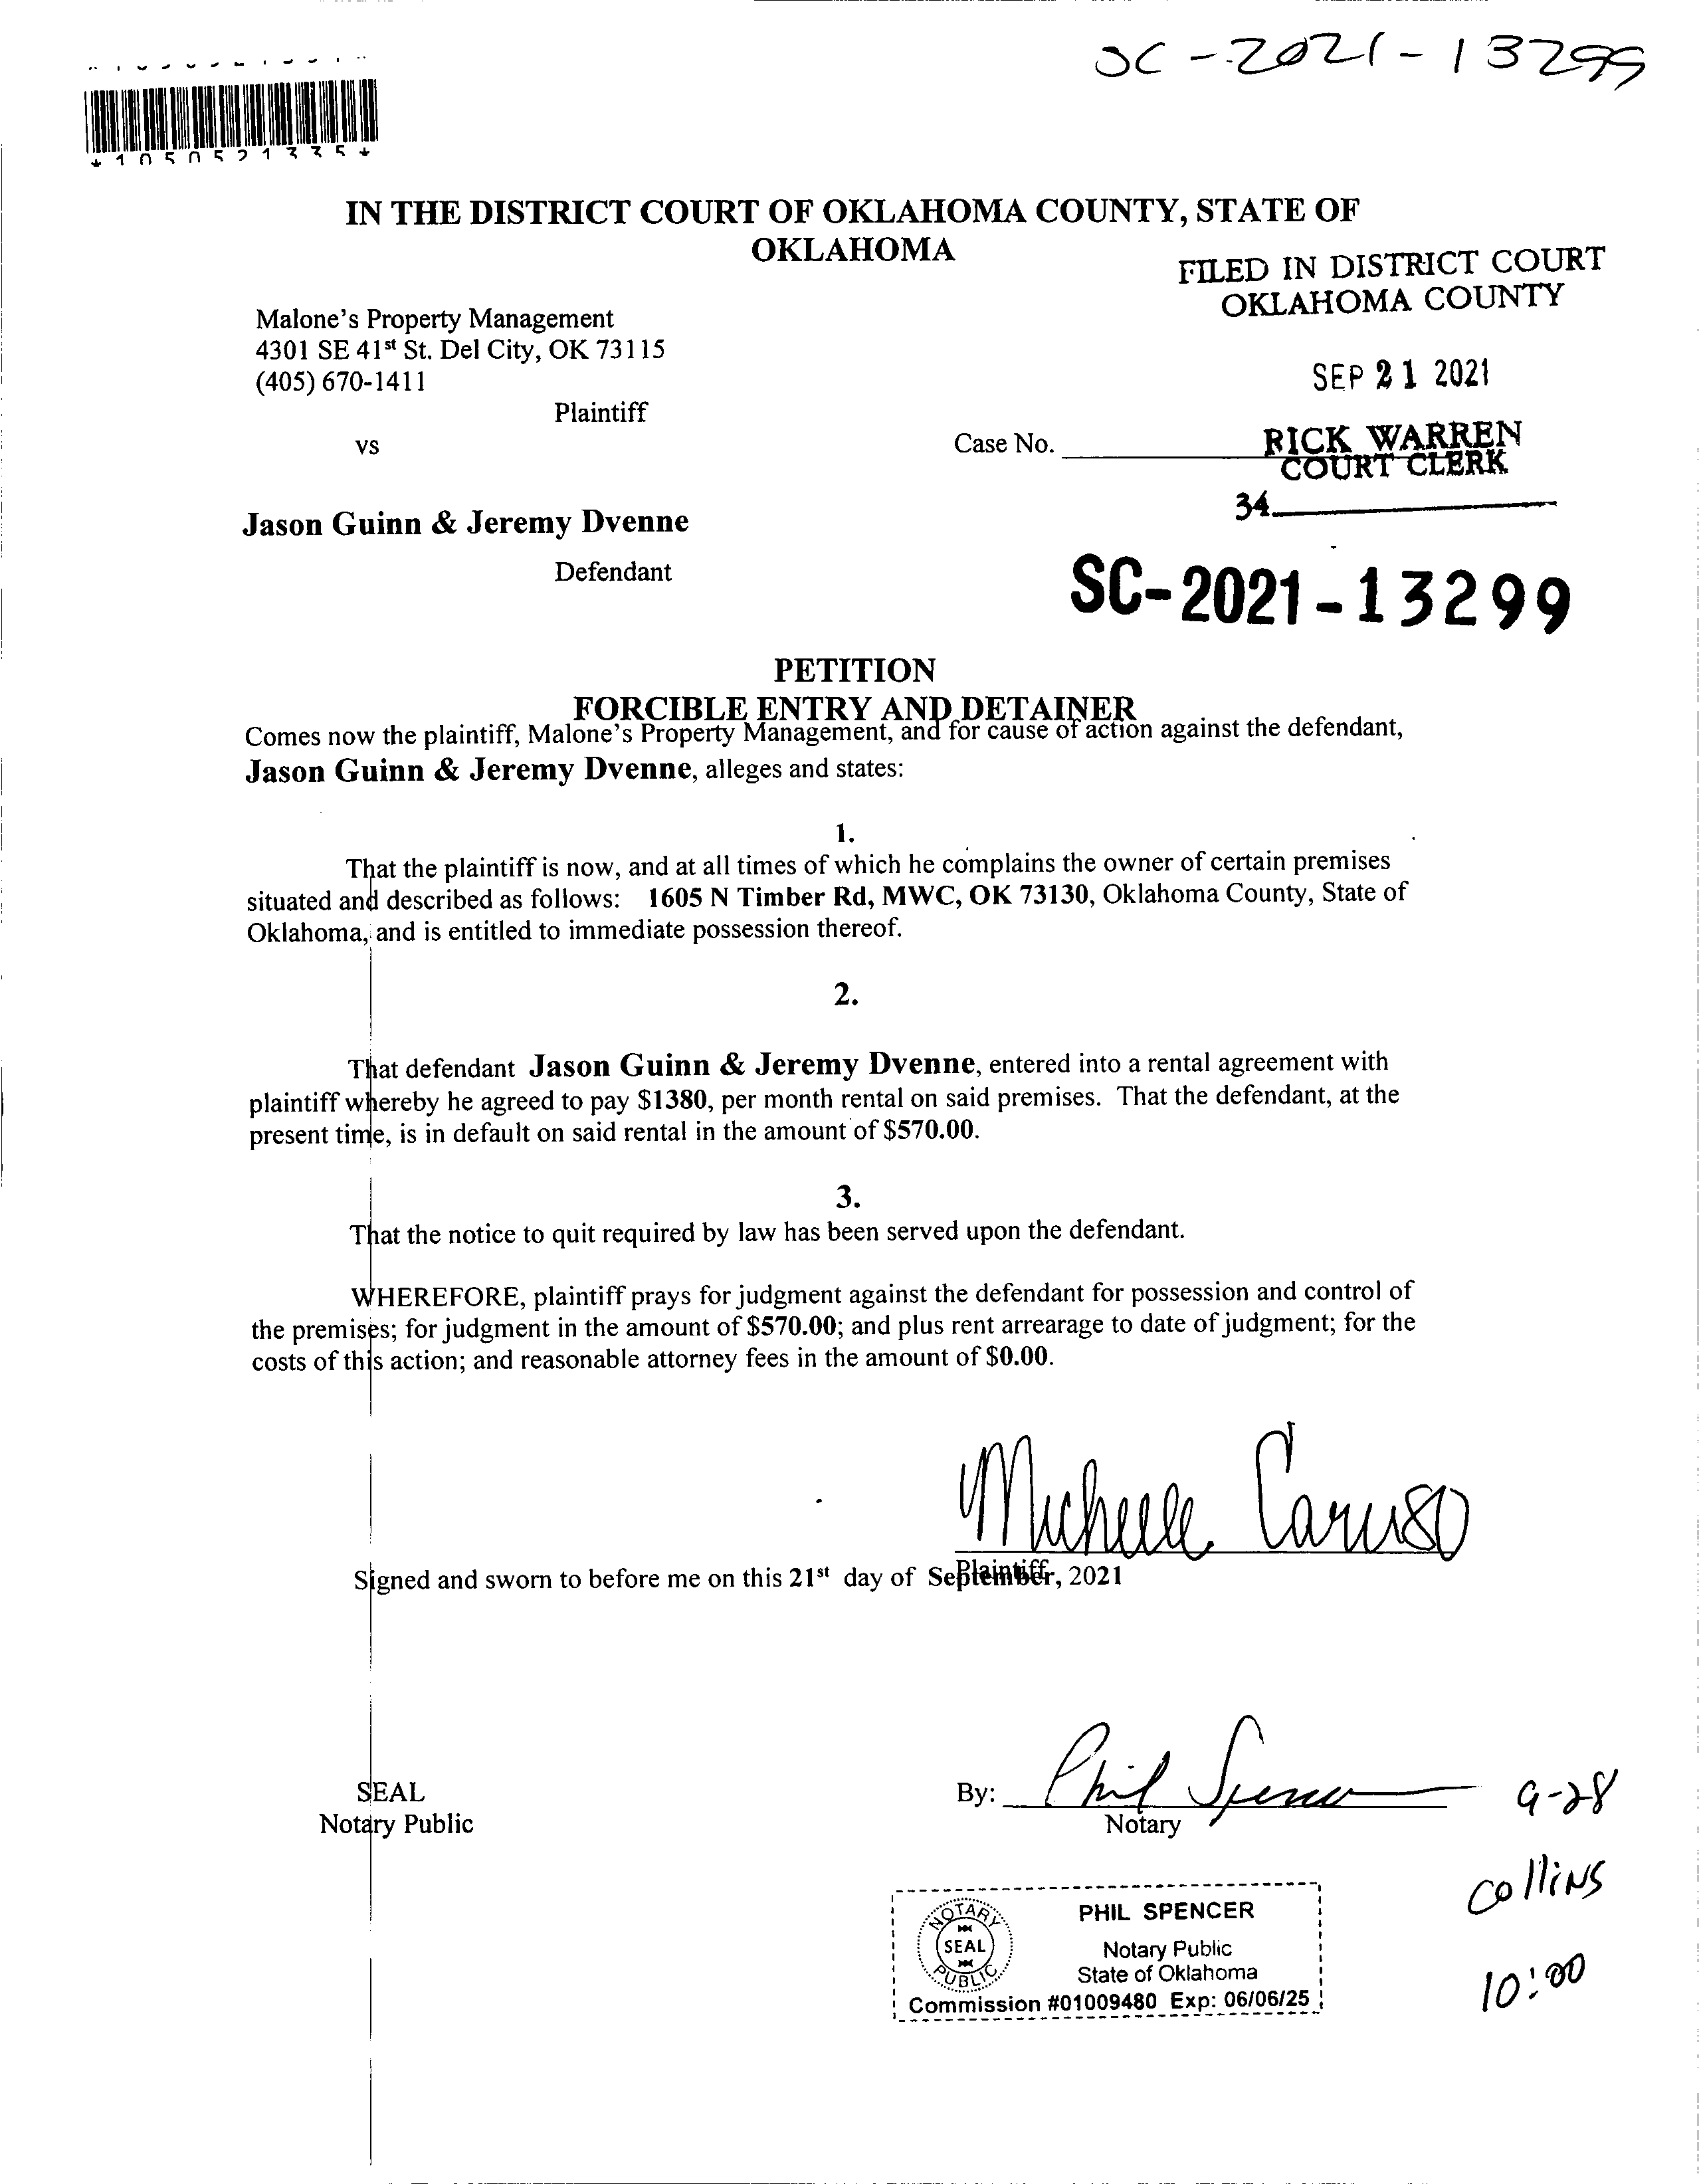 SC-2021-13299
*1050521335*
IN THE DISTRICT COURT OF OKLAHOMA COUNTY, STATE OF
OKLAHOMA
FILED IN DISTRICT COURT
OKLAHOMA COUNTY
Malone's Property Management
4301 SE 41st St. Del City, OK 73115
(405) 670-1411
SEP 21 2021
Plaintiff
vs
Case No.
RICK WARREN
COURT CLERK
34
Jason Guinn & Jeremy Dvenne
Defendant
SC-2021-13299
PETITION
FORCIBLE ENTRY AND DETAINER
Comes now the plaintiff, Malone's Property Management, and for cause of action against the defendant,
Jason Guinn & Jeremy Dvenne, alleges and states:
1.
That the plaintiff is now, and at all times of which he complains the owner of certain premises
situated and described as follows: 1605 N Timber Rd, MWC, OK 73130, Oklahoma County, State of
Oklahoma, and is entitled to immediate possession thereof.
2.
That defendant Jason Guinn & Jeremy Dvenne, entered into a rental agreement with
plaintiff whereby he agreed to pay $1380, per month rental on said premises. That the defendant, at the
present time, is in default on said rental in the amount of $570.00.
3.
That the notice to quit required by law has been served upon the defendant.
WHEREFORE, plaintiff prays for judgment against the defendant for possession and control of
the premises; for judgment in the amount of $570.00; and plus rent arrearage to date of judgment; for the
costs of this action; and reasonable attorney fees in the amount of $0.00.
Michelle Caruso
Plaintiff
Signed and sworn to before me on this 21st day of September, 2021
SEAL
Notary Public
By: Phil Spencer
Notary
9-28
Collins
10:00
NOTARY
SEAL
PUBLIC
PHIL SPENCER
Notary Public
State of Oklahoma
Commission #01009480 Exp: 06/06/25